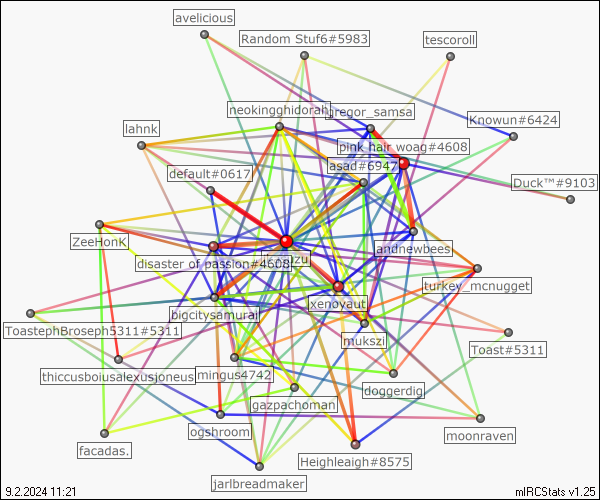 avelicious
Random Stuf6#5983
tescoroll
neokingghidorah
gregor_samsa
Knowun#6424
lahnk
pink hair woag#4608
asad#6947
default#0617
Duck™#9103
ZeeHonK
andnewbees
disaster of passion#4608
turkey_mcnugget
xenoyaut
bigcitysamurai
ToastephBroseph5311#5311
mukszi
Toast#5311
thiccusboiusalexusjoneus
mingus4742
doggerdig
gazpachoman
ogshroom
moonraven
facadas.
Heighleigh#8575
jarlbreadmaker
9.2.2024 11:21
mIRCStats v1.25